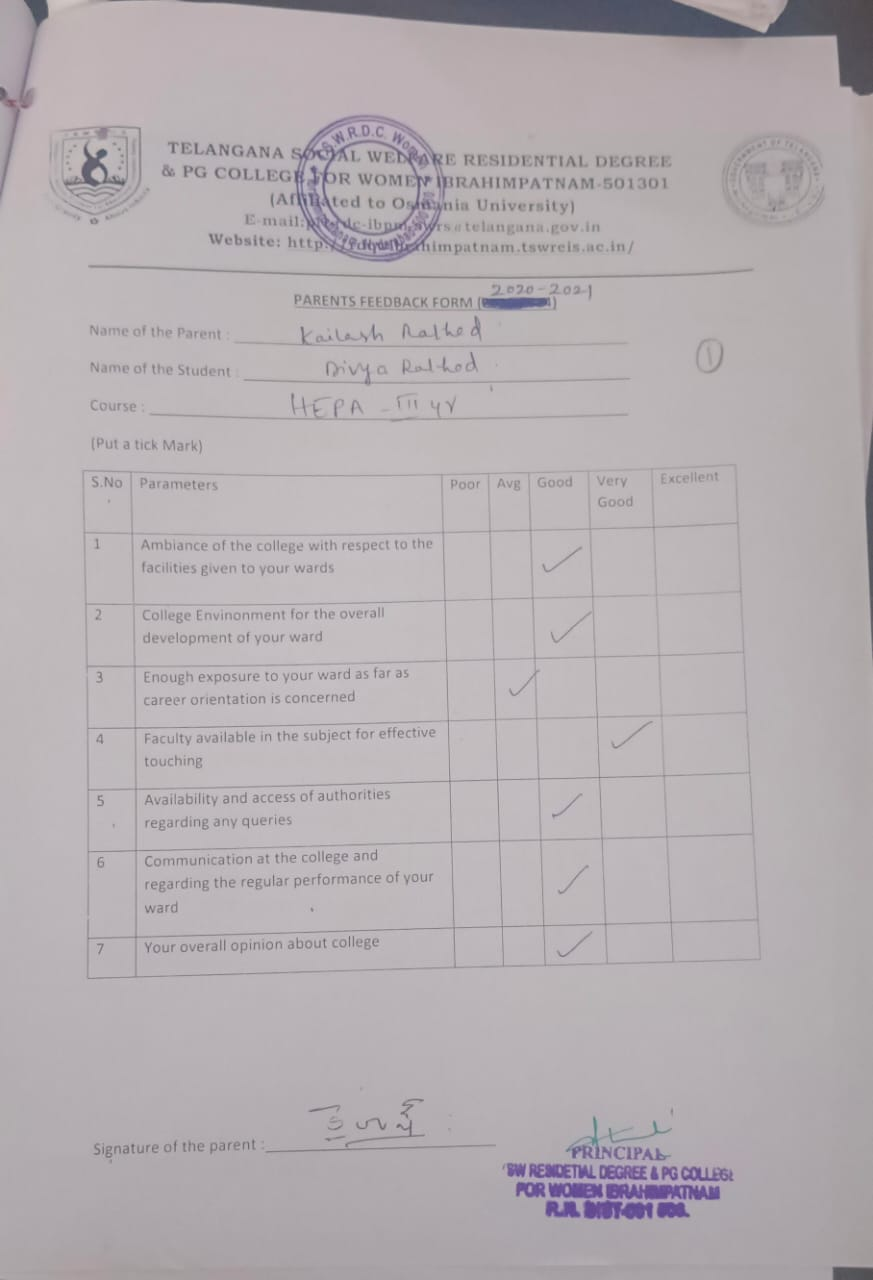 TELANGANA SOCIAL WELFARE RESIDENTIAL DEGREE
& PG COLLEGE FOR WOMEN IBRAHIMPATNAM-501301
(Affiliated to Osmania University)
E-mail:
Website: http://
PARENTS FEEDBACK FORM ( ) 2020-2021
Name of the Parent : Kailash Rathod
Name of the Student : Divya Rathod
1
Course : HEPA - III yr
(Put a tick Mark)
S.No Parameters Poor Avg Good Very Good Excellent
1 Ambiance of the college with respect to the
facilities given to your wards ✓
2 College Envinonment for the overall
development of your ward ✓
3 Enough exposure to your ward as far as
career orientation is concerned ✓
4 Faculty available in the subject for effective
touching ✓
5 Availability and access of authorities
regarding any queries ✓
6 Communication at the college and
regarding the regular performance of your
ward ✓
7 Your overall opinion about college ✓
Signature of the parent :
PRINCIPAL
SW RESIDETIAL DEGREE & PG COLLEGE
FOR WOMEN IBRAHIMPATNAM